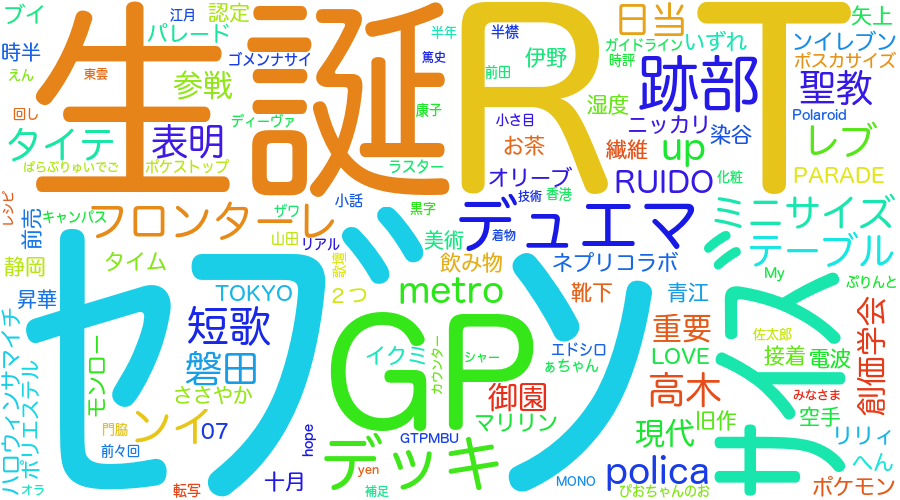 ブイ
江月
認定
生誕
RT
半年
半襟
日当
矢上
時半
パレード
ゴメンナサイ
篤史
伊野
ガイドライン
いずれ
ソイレブン
えん
東雲
参戦
前田
時評
ポスカサイズ
跡部
聖教
回し
ディーヴァ
康子
小さ目
湿度
ニッカリ
染谷
Polaroid
タイテ
表明
お茶
繊維
up
レブ
ばらぶりゅいでご
ポケストップ
ラスター
オリーブ
RUIDO
化粧
PARADE
レシピ
キャンパス
前売
フロンターレ
ザワ
小話
黒字
デュエマ
技術
香港
ミニサイズ
山田
リアル
美術
着物
テーブル
静岡
タイム
歌壇
飲み物
ネプリコラボ
My
ぷりんと
昇華
TOKYO
2つ
metro
靴下
青江
セブン
GP
サイズ
短歌
重要
佐太郎
創価学会
ハロウィンサマイチ
ポリエステル
モンロー
磐田
イクミ
カウンター
シャー
エドシロ
ぁちゃん
LOVE
接着
電波
ささやか
御園
高木
みなさま
門脇
ソイ
07
マリリン
旧作
空手
前々回
hope
GTPMBU
デッキ
現代
リリィ
へん
オラ
転写
十月
yen
補足
polica
MONO
ぴおちゃんのお
ポケモン